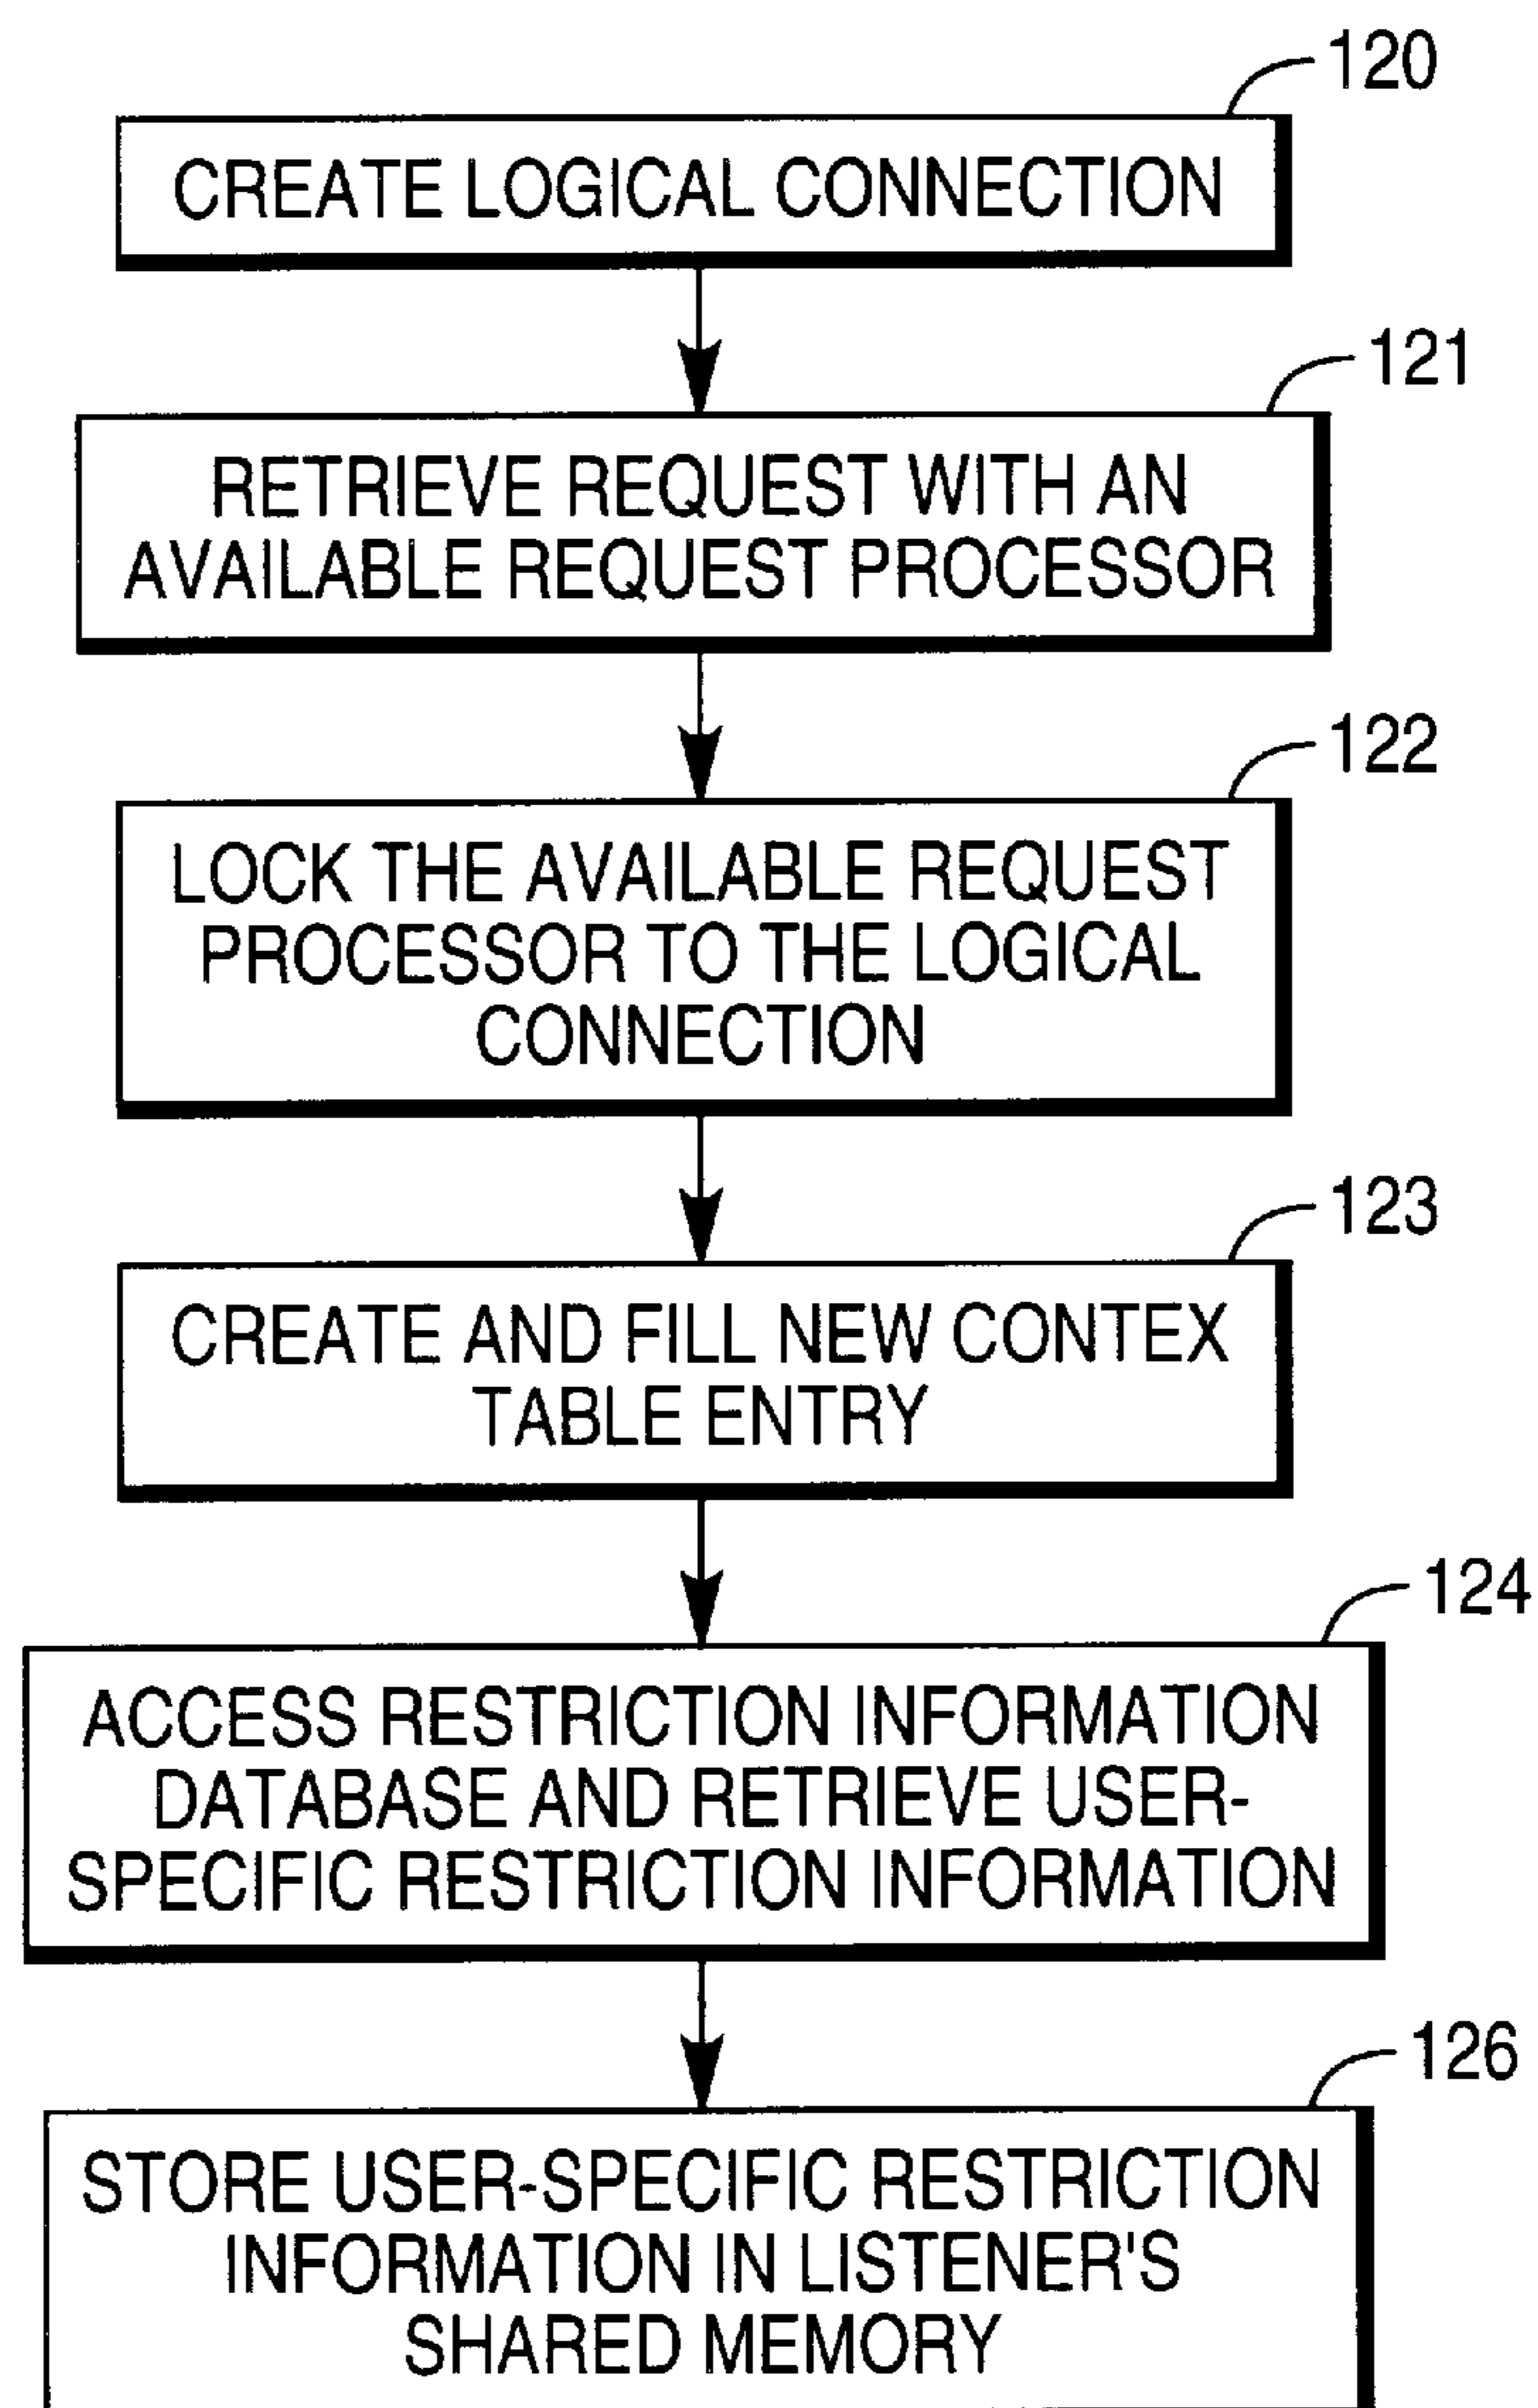 120
CREATE LOGICAL CONNECTION
121
RETRIEVE REQUEST WITH AN
AVAILABLE REQUEST PROCESSOR
122
LOCK THE AVAILABLE REQUEST
PROCESSOR TO THE LOGICAL
CONNECTION
123
CREATE AND FILL NEW CONTEX
TABLE ENTRY
124
ACCESS RESTRICTION INFORMATION
DATABASE AND RETRIEVE USER-
SPECIFIC RESTRICTION INFORMATION
126
STORE USER-SPECIFIC RESTRICTION
INFORMATION IN LISTENER'S
SHARED MEMORY